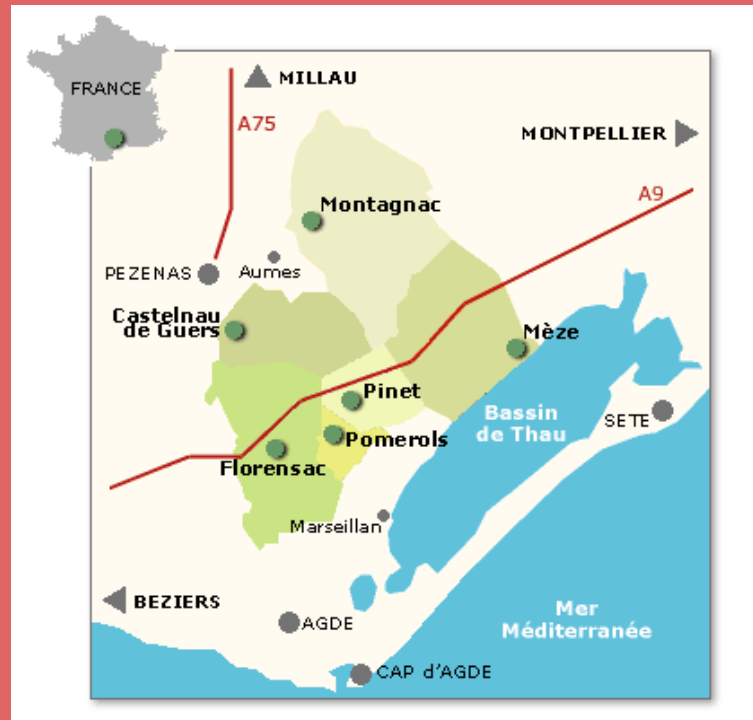 FRANCE
MILLAU
A75
MONTPELLIER
A9
Montagnac
PEZENAS
Aumes
Castelnau
de Guers
Mèze
Pinet
Bassin
de Thau
SETE
Pomerols
Florensac
Marseillan
BEZIERS
AGDE
Mer
Méditerranée
CAP d'AGDE